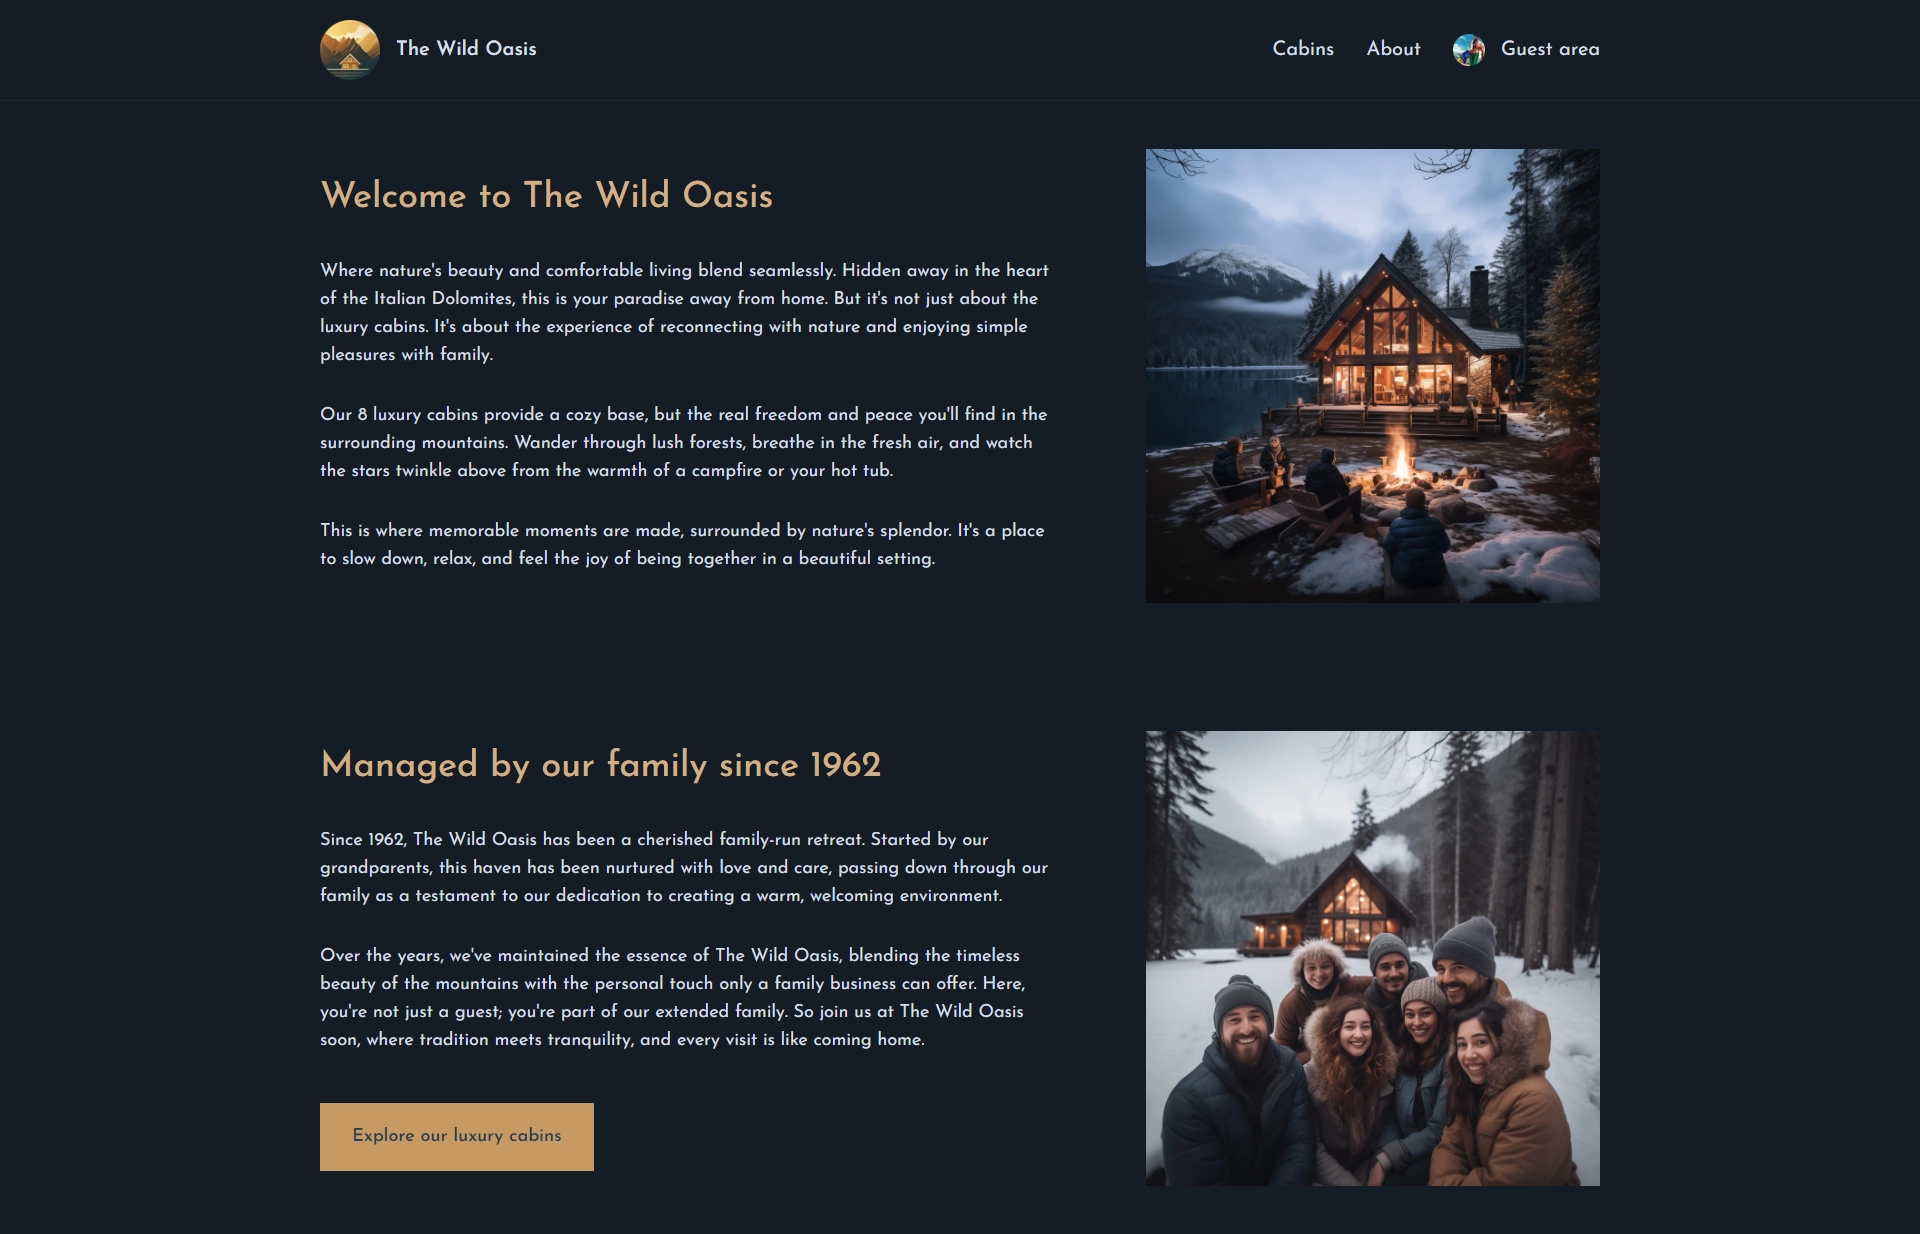 The Wild Oasis
Cabins About Guest area
Welcome to The Wild Oasis
Where nature's beauty and comfortable living blend seamlessly. Hidden away in the heart
of the Italian Dolomites, this is your paradise away from home. But it's not just about the
luxury cabins. It's about the experience of reconnecting with nature and enjoying simple
pleasures with family.
Our 8 luxury cabins provide a cozy base, but the real freedom and peace you'll find in the
surrounding mountains. Wander through lush forests, breathe in the fresh air, and watch
the stars twinkle above from the warmth of a campfire or your hot tub.
This is where memorable moments are made, surrounded by nature's splendor. It's a place
to slow down, relax, and feel the joy of being together in a beautiful setting.
Managed by our family since 1962
Since 1962, The Wild Oasis has been a cherished family-run retreat. Started by our
grandparents, this haven has been nurtured with love and care, passing down through our
family as a testament to our dedication to creating a warm, welcoming environment.
Over the years, we've maintained the essence of The Wild Oasis, blending the timeless
beauty of the mountains with the personal touch only a family business can offer. Here,
you're not just a guest; you're part of our extended family. So join us at The Wild Oasis
soon, where tradition meets tranquility, and every visit is like coming home.
Explore our luxury cabins